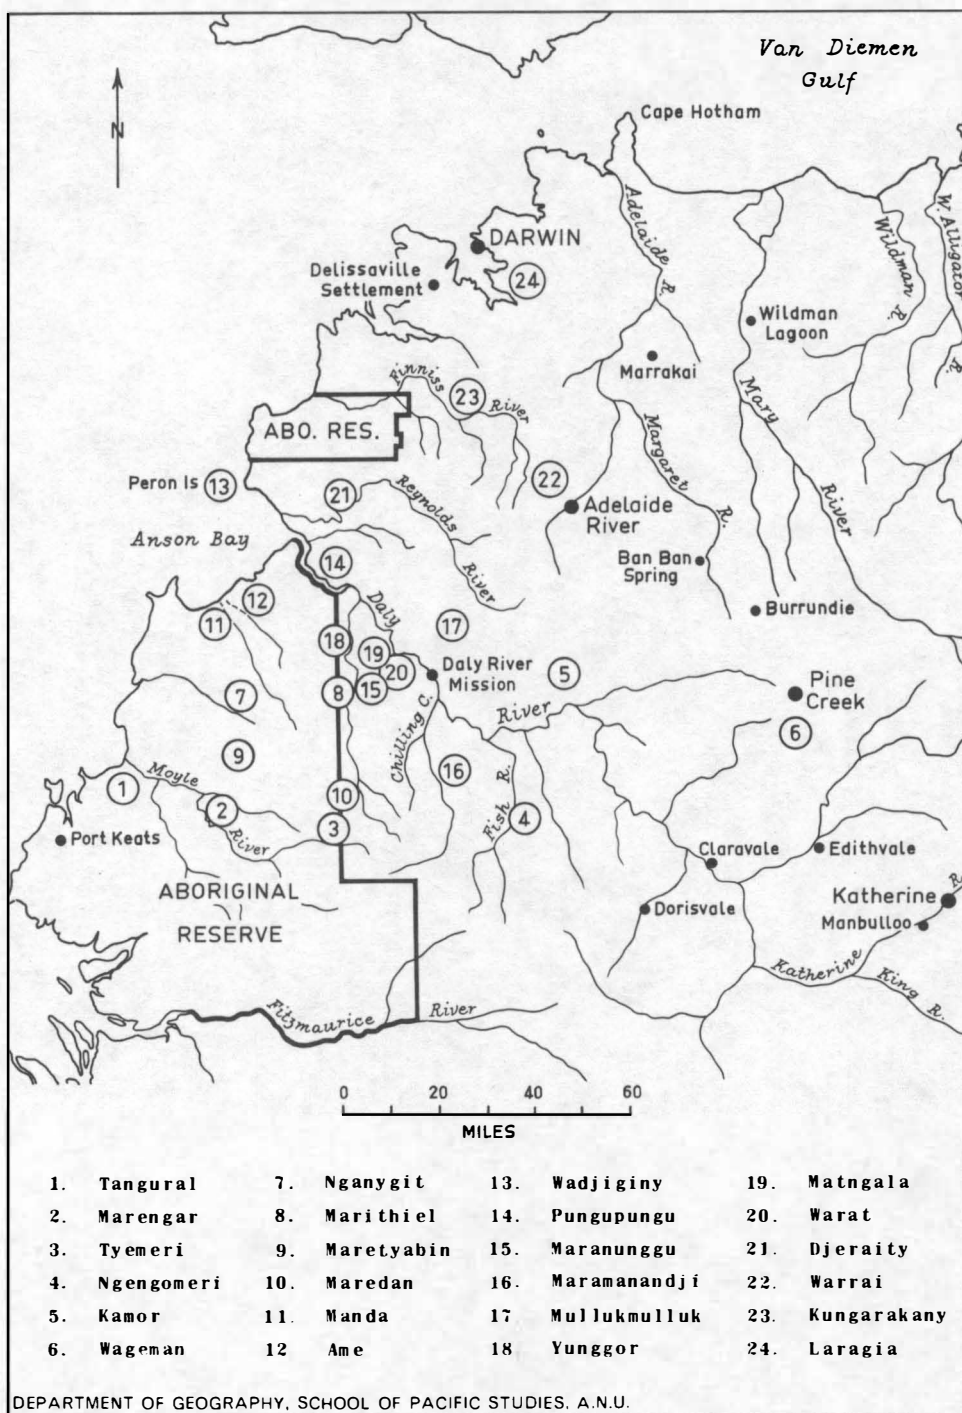 Van Diemen
Gulf
Cape Hotham
N
Adelaide R.
DARWIN
24
Delissaville
Settlement
Wildman R.
W. Alligator R.
Wildman
Lagoon
Marrakai
Finniss River
23
ABO. RES.
Mary River
Margaret R.
Peron Is 13
21
22
Reynolds River
Adelaide
River
Anson Bay
14
Ban Ban
Spring
12
11
Daly River
Burrundie
18
17
19
20
Daly River
Mission
5
7
8
15
Pine
Creek
6
Chilling C.
9
16
Moyle River
1
10
2
Fish R.
4
3
Port Keats
Claravale
Edithvale
ABORIGINAL
RESERVE
Katherine
R.
Dorisvale
Manbulloo
Katherine
King R.
Fitzmaurice River
0 20 40 60
MILES
1. Tangural 7. Nganygit 13. Wadjiginy 19. Matngala
2. Marengar 8. Marithiel 14. Pungupungu 20. Warat
3. Tyemeri 9. Maretyabin 15. Maranunggu 21. Djeraity
4. Ngengomeri 10. Maredan 16. Maramanandji 22. Warrai
5. Kamor 11. Manda 17 Mullukmulluk 23. Kungarakany
6. Wageman 12 Ame 18 Yunggor 24. Laragia
DEPARTMENT OF GEOGRAPHY, SCHOOL OF PACIFIC STUDIES, A.N.U.